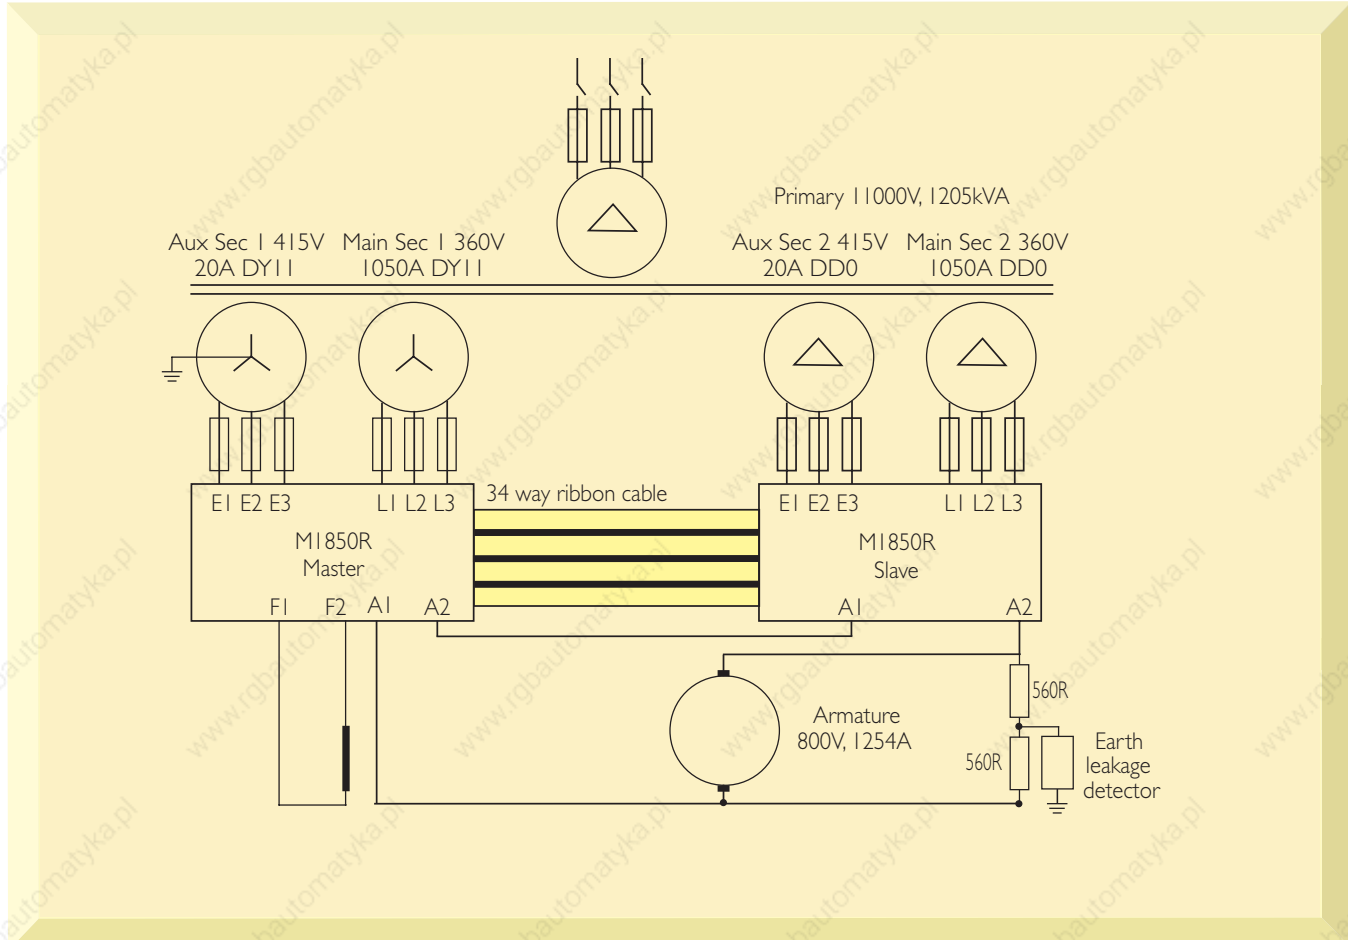 Primary 11000V, 1205kVA
Aux Sec 1 415V
20A DY11
Main Sec 1 360V
1050A DY11
Aux Sec 2 415V
20A DD0
Main Sec 2 360V
1050A DD0
E1 E2 E3
L1 L2 L3
34 way ribbon cable
E1 E2 E3
L1 L2 L3
M1850R
Master
M1850R
Slave
F1
F2
A1
A2
A1
A2
560R
Armature
800V, 1254A
560R
Earth
leakage
detector
www.rgbautomatyka.pl